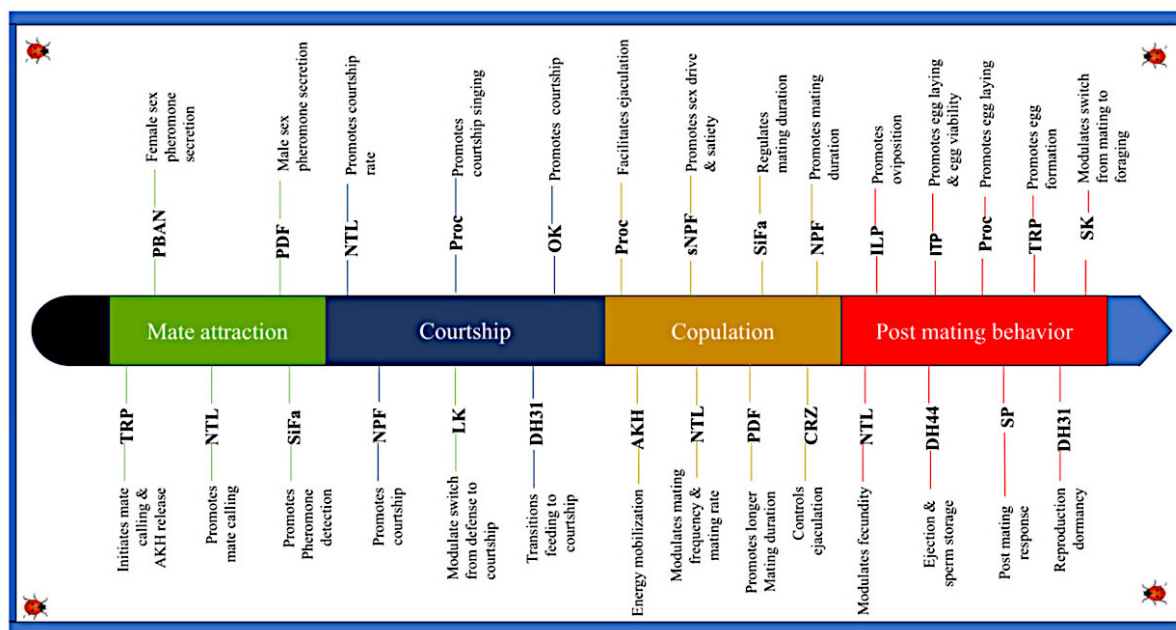 Female sex
pheromone
secretion
PBAN
Male sex
pheromone secretion
PDF
Promotes courtship
rate
NTL
Promotes
courtship singing
Proc
Promotes courtship
OK
Facilitates ejaculation
Proc
Promotes sex drive
& satiety
sNPF
Regulates
mating duration
SiFa
Promotes mating
duration
NPF
Promotes
oviposition
ILP
Promotes egg laying
& egg viability
ITP
Promotes egg laying
Proc
Promotes egg
formation
TRP
Modulates switch
from mating to
foraging
SK
Mate attraction
Courtship
Copulation
Post mating behavior
TRP
Initiates mate
calling &
AKH release
NTL
Promotes
mate calling
SiFa
Promotes
Pheromone
detection
NPF
Promotes
courtship
LK
Modulate switch
from defense to
courtship
DH31
Transitions
feeding to
courtship
AKH
Energy mobilization
NTL
Modulates mating
frequency &
mating rate
PDF
Promotes longer
Mating duration
CRZ
Controls
ejaculation
NTL
Modulates fecundity
DH44
Ejection &
sperm storage
SP
Post mating
response
DH31
Reproduction
dormancy